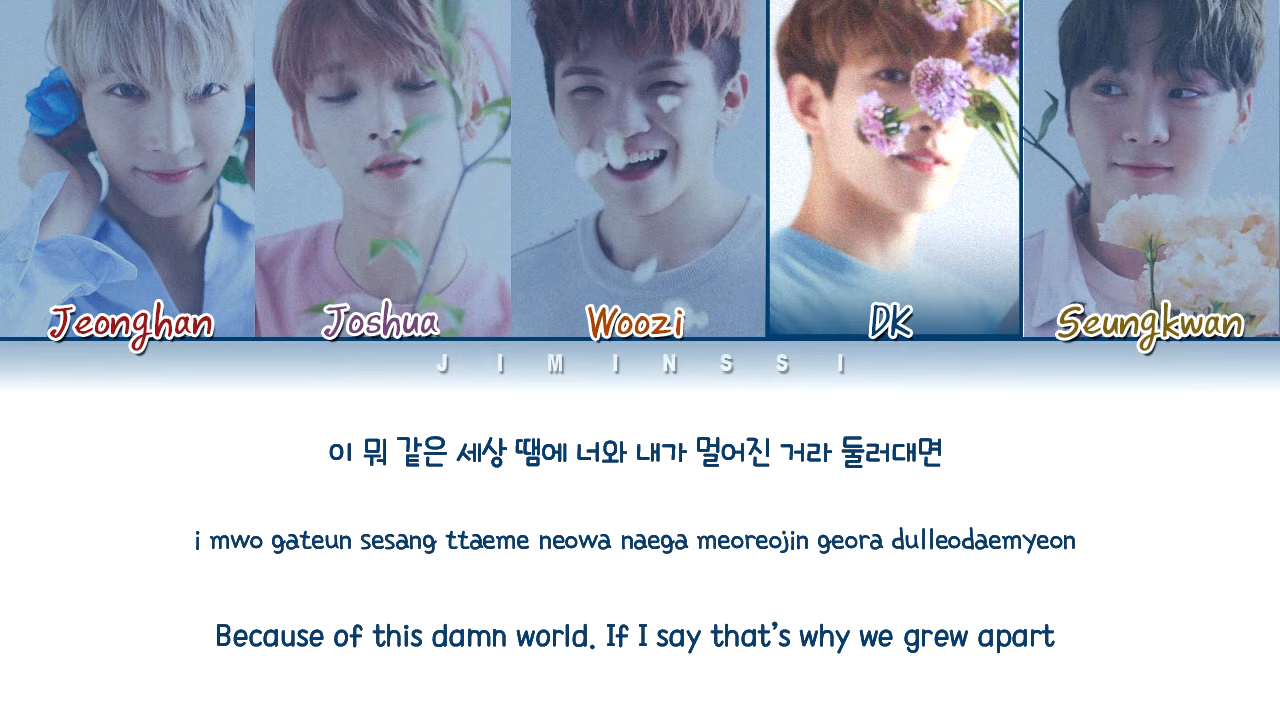 Jeonghan Joshua Woozi DK Seungkwan
JIMINSSI
이 뭐 같은 세상 땜에 너와 내가 멀어진 거라 둘러대면
i mwo gateun sesang ttaeme neowa naega meoreojin geora dulleodaemyeon
Because of this damn world. If I say that's why we grew apart